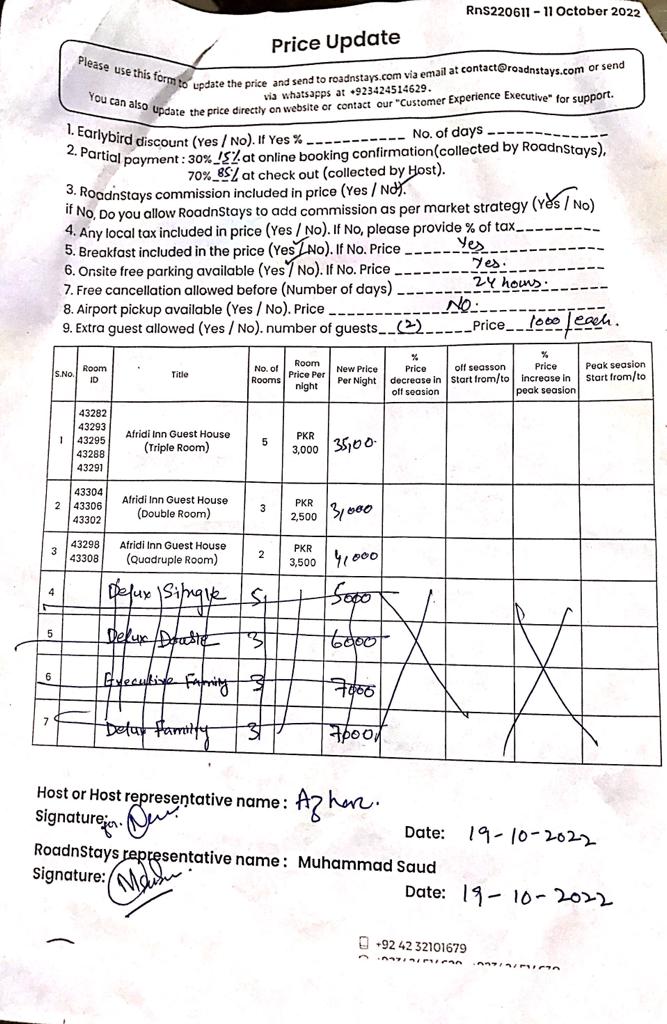 RnS220611 - 11 October 2022
Price Update
Please use this form to update the price and send to roadnstays.com via email at contact@roadnstays.com or send
via whatsapps at +923424514629.
You can also update the price directly on website or contact our "Customer Experience Executive" for support.
1. Earlybird discount (Yes / No). If Yes % ___________ No. of days ___________
2. Partial payment : 30% 15% at online booking confirmation(collected by RoadnStays),
70% 85% at check out (collected by Host).
3. RoadnStays commission included in price (Yes / No).
if No, Do you allow RoadnStays to add commission as per market strategy (Yes / No)
4. Any local tax included in price (Yes / No). If No, please provide % of tax_________
5. Breakfast included in the price (Yes / No). If No. Price Yes
6. Onsite free parking available (Yes / No). If No. Price Yes.
7. Free cancellation allowed before (Number of days) 24 hours.
8. Airport pickup available (Yes / No). Price No.
9. Extra guest allowed (Yes / No). number of guests (2) Price 1000/each.
S.No. Room ID Title No. of Rooms Room Price Per night New Price Per Night % Price decrease in off seasion off seasson Start from/to % Price increase in peak seasion Peak seasion Start from/to
1 43282 43293 43295 43288 43291 Afridi Inn Guest House (Triple Room) 5 PKR 3,000 35,00
2 43304 43306 43302 Afridi Inn Guest House (Double Room) 3 PKR 2,500 3,000
3 43298 43308 Afridi Inn Guest House (Quadruple Room) 2 PKR 3,500 4,000
4 Delux Single 5 5000
5 Delux Double 3 6000
6 Executive Family 3 7000
7 Delux Familly 3 7000
Host or Host representative name : Azhar.
Signature:
Date: 19-10-2022
RoadnStays representative name : Muhammad Saud
Signature:
Date: 19-10-2022
+92 42 32101679